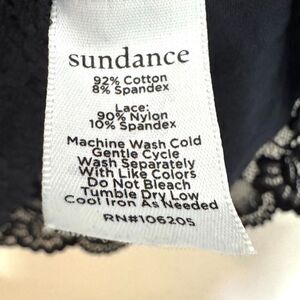 sundance
92% Cotton
8% Spandex
Lace:
90% Nylon
10% Spandex
Machine Wash Cold
Gentle Cycle
Wash Separately
With Like Colors
Do Not Bleach
Tumble Dry Low
Cool Iron As Needed
RN#106205